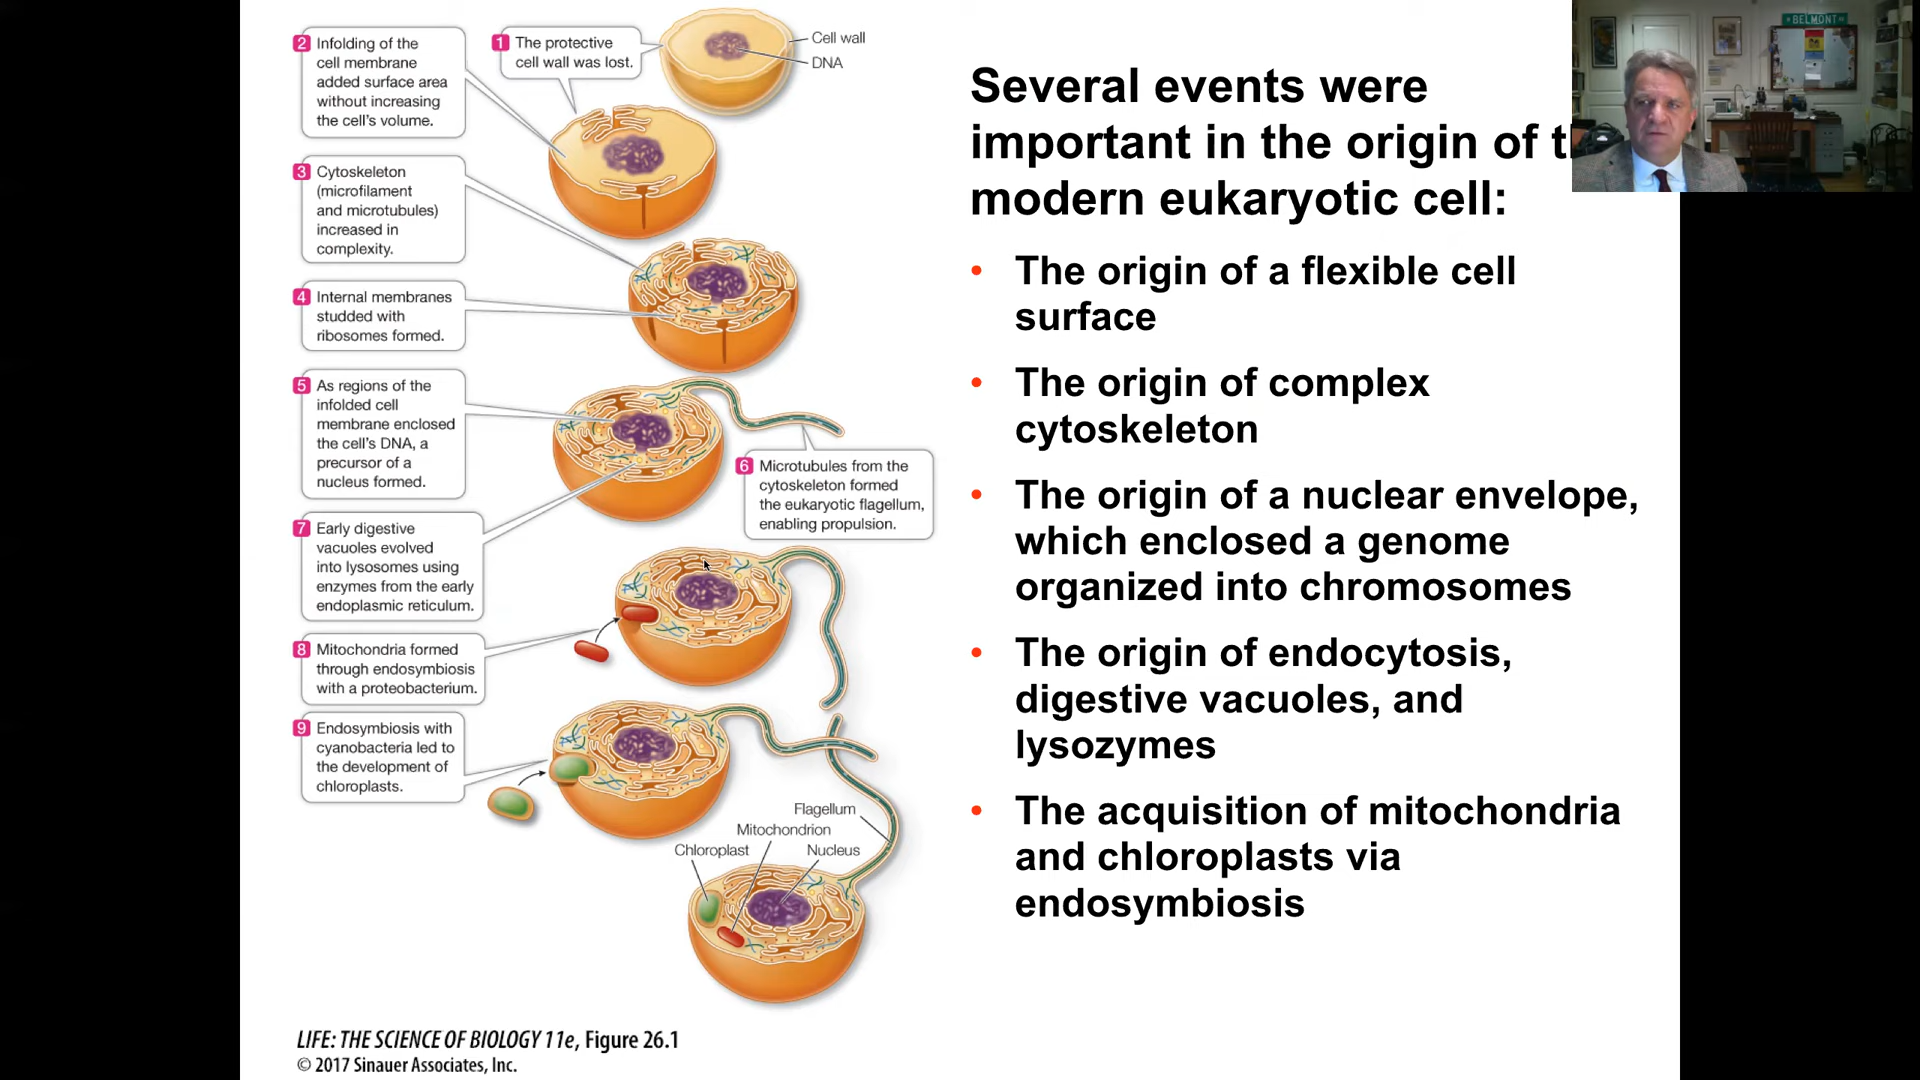 2 Infolding of the
cell membrane
added surface area
without increasing
the cell's volume.
1 The protective
cell wall was lost.
Cell wall
DNA
3 Cytoskeleton
(microfilament
and microtubules)
increased in
complexity.
4 Internal membranes
studded with
ribosomes formed.
5 As regions of the
infolded cell
membrane enclosed
the cell's DNA, a
precursor of a
nucleus formed.
6 Microtubules from the
cytoskeleton formed
the eukaryotic flagellum,
enabling propulsion.
7 Early digestive
vacuoles evolved
into lysosomes using
enzymes from the early
endoplasmic reticulum.
8 Mitochondria formed
through endosymbiosis
with a proteobacterium.
9 Endosymbiosis with
cyanobacteria led to
the development of
chloroplasts.
Flagellum
Mitochondrion
Chloroplast
Nucleus
LIFE: THE SCIENCE OF BIOLOGY 11e, Figure 26.1
© 2017 Sinauer Associates, Inc.
Several events were
important in the origin of
modern eukaryotic cell:
• The origin of a flexible cell
surface
• The origin of complex
cytoskeleton
• The origin of a nuclear envelope,
which enclosed a genome
organized into chromosomes
• The origin of endocytosis,
digestive vacuoles, and
lysozymes
• The acquisition of mitochondria
and chloroplasts via
endosymbiosis
BELMONT